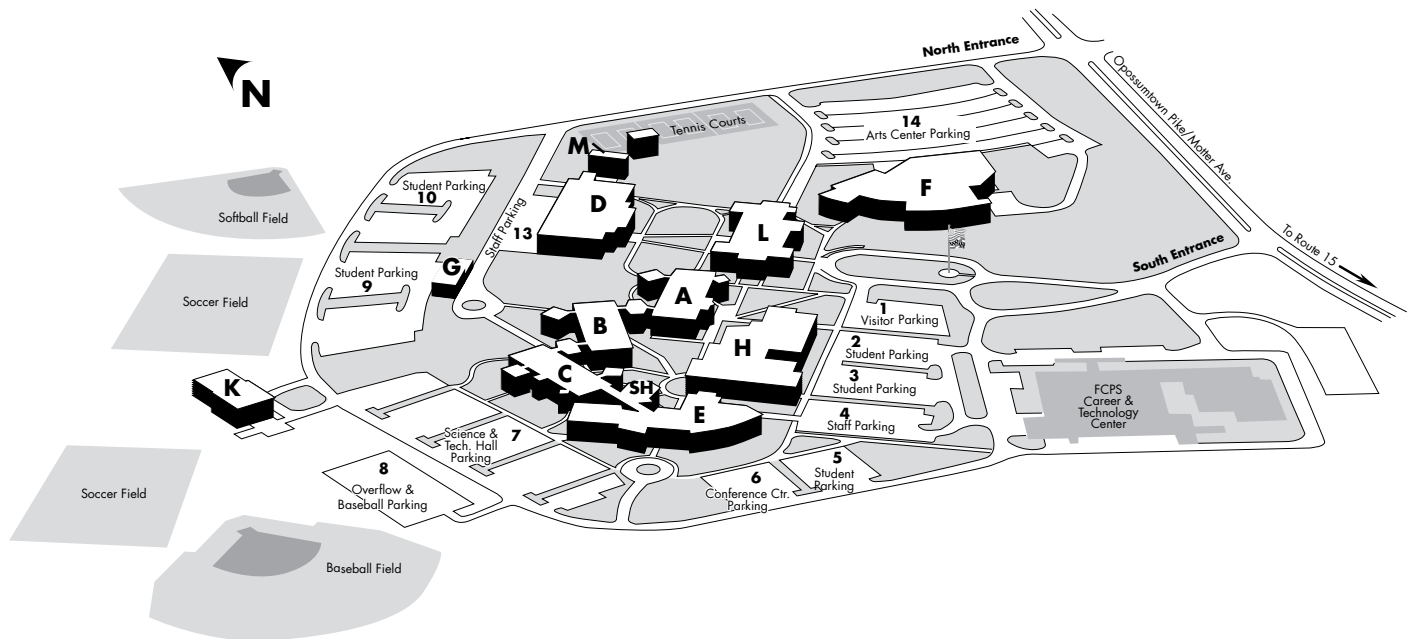 North Entrance
Opossumtown Pike/Motter Ave.
N
14
Arts Center Parking
Tennis Courts
M
Student Parking
10
F
D
Softball Field
Staff Parking
13
L
To Route 15
South Entrance
G
Student Parking
9
Soccer Field
A
1
Visitor Parking
B
H
2
Student Parking
C
3
Student Parking
SH
K
FCPS
Career &
Technology
Center
E
4
Staff Parking
7
Science &
Tech. Hall
Parking
5
Student
Parking
8
Overflow &
Baseball Parking
6
Conference Ctr.
Parking
Soccer Field
Baseball Field